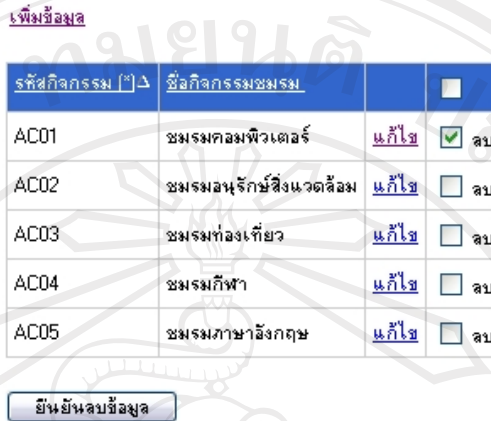 เพิ่มข้อมูล
รหัสกิจกรรม [*] ชื่อกิจกรรมชมรม
AC01 ชมรมคอมพิวเตอร์ แก้ไข ลบ
AC02 ชมรมอนุรักษ์สิ่งแวดล้อม แก้ไข ลบ
AC03 ชมรมท่องเที่ยว แก้ไข ลบ
AC04 ชมรมกีฬา แก้ไข ลบ
AC05 ชมรมภาษาอังกฤษ แก้ไข ลบ
ยืนยันลบข้อมูล